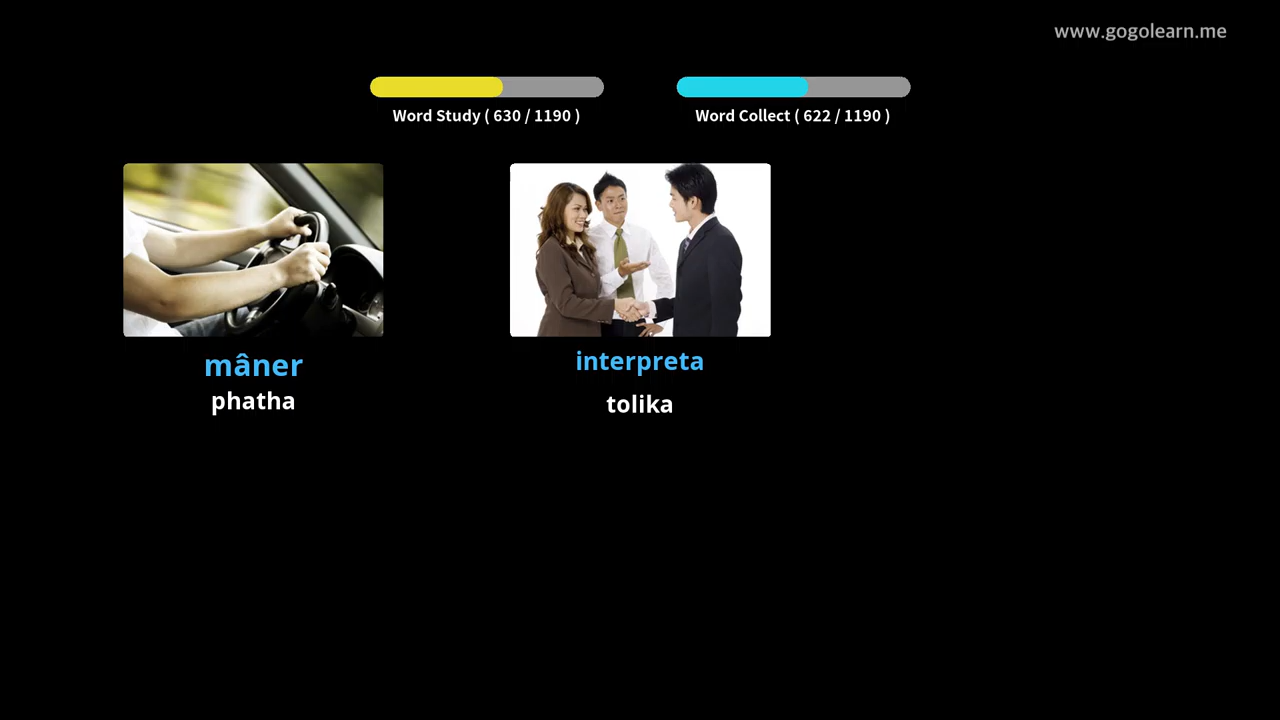 www.gogolearn.me
Word Study ( 630 / 1190 )
Word Collect ( 622 / 1190 )
mâner
phatha
interpreta
tolika